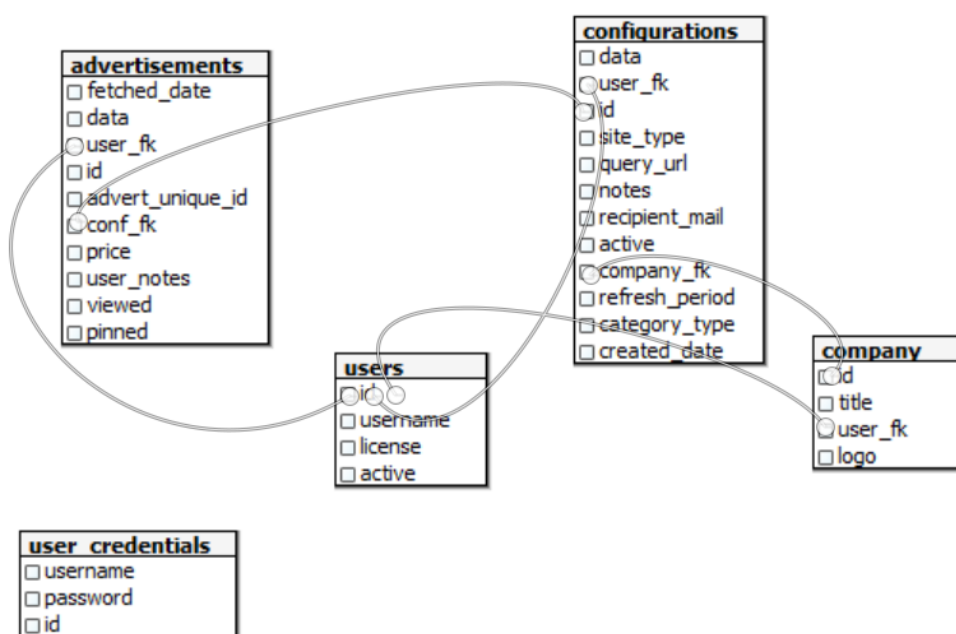 advertisements
fetched_date
data
user_fk
id
advert_unique_id
conf_fk
price
user_notes
viewed
pinned
configurations
data
user_fk
id
site_type
query_url
notes
recipient_mail
active
company_fk
refresh_period
category_type
created_date
users
id
username
license
active
company
id
title
user_fk
logo
user_credentials
username
password
id